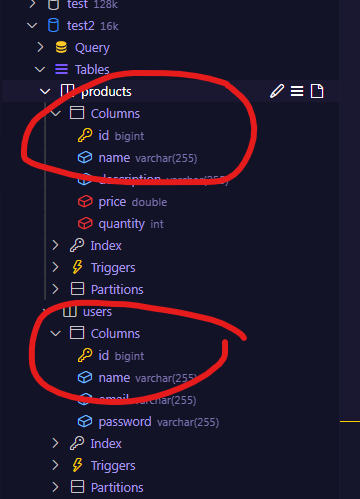 test 128k
test2 16k
Query
Tables
products
Columns
id bigint
name varchar(255)
description varchar(255)
price double
quantity int
Index
Triggers
Partitions
users
Columns
id bigint
name varchar(255)
email varchar(255)
password varchar(255)
Index
Triggers
Partitions